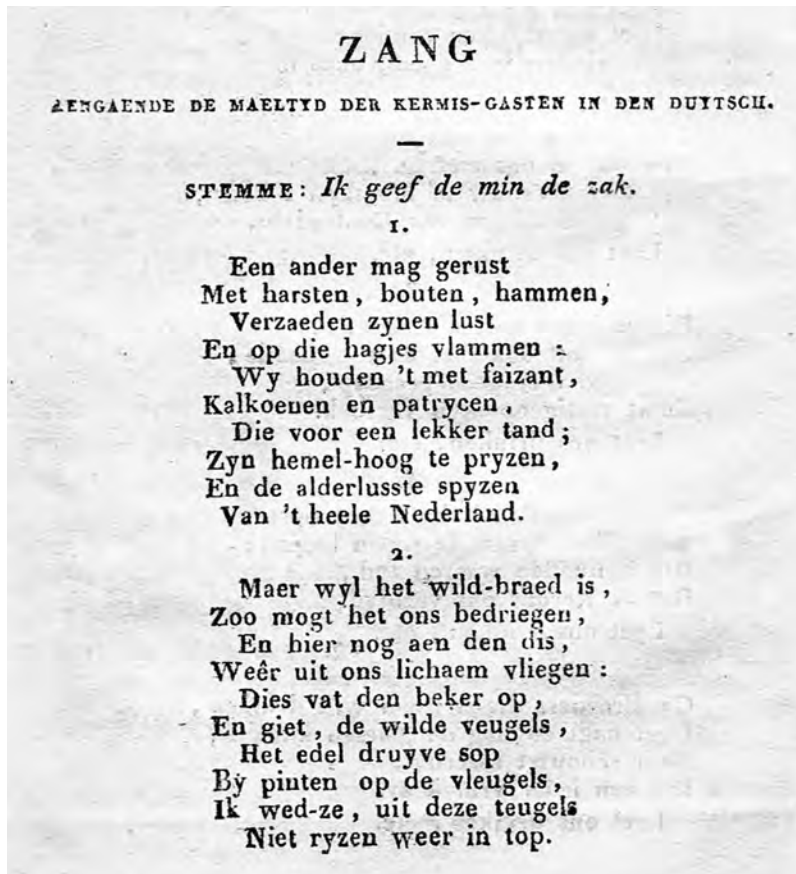 ZANG
AENGAENDE DE MAELTYD DER KERMIS-GASTEN IN DEN DUYTSCH.
STEMME: Ik geef de min de zak.
1.
Een ander mag gerust
Met harsten, bouten, hammen,
Verzaeden zynen lust
En op die hagjes vlammen :
Wy houden 't met faizant,
Kalkoenen en patrycen,
Die voor een lekker tand;
Zyn hemel-hoog te pryzen,
En de alderlusste spyzen
Van 't heele Nederland.
2.
Maer wyl het wild-braed is,
Zoo mogt het ons bedriegen,
En hier nog aen den dis,
Weêr uit ons lichaem vliegen :
Dies vat den beker op,
En giet, de wilde veugels,
Het edel druyve sop
By pinten op de vleugels,
Ik wed-ze, uit deze teugels
Niet ryzen weer in top.